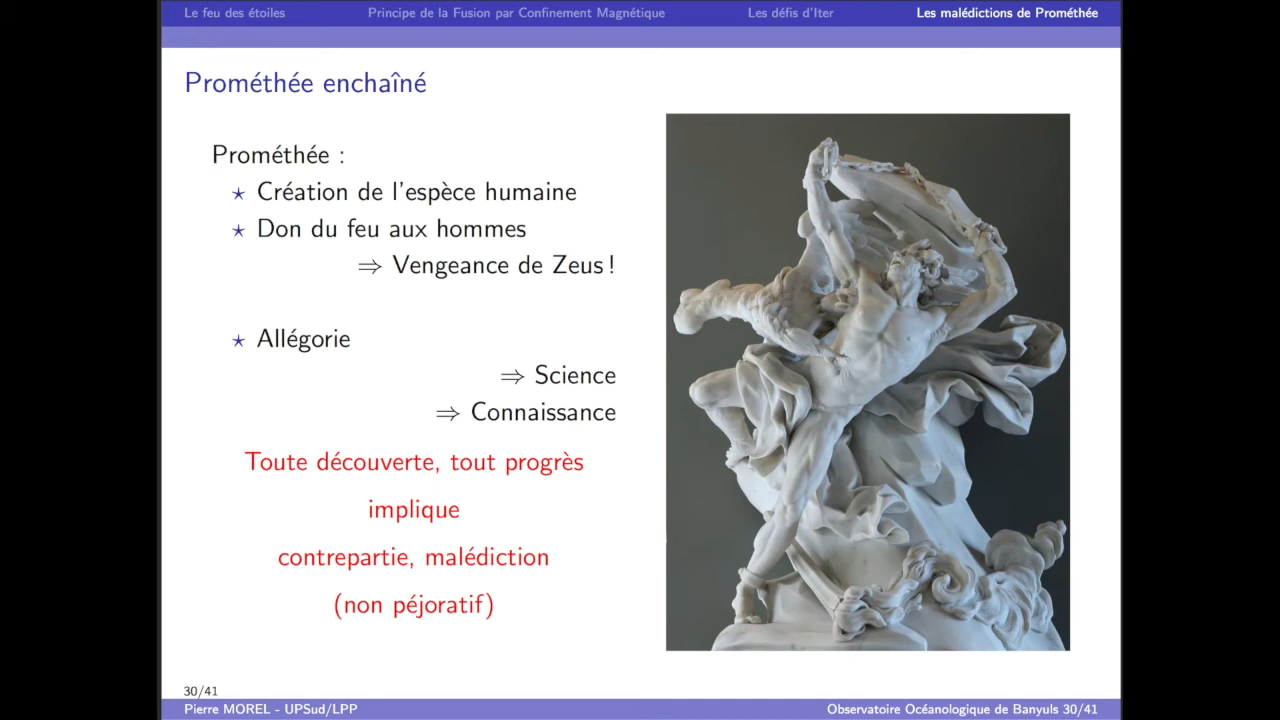 Le feu des étoiles Principe de la Fusion par Confinement Magnétique Les défis d'Iter Les malédictions de Prométhée
Prométhée enchaîné
Prométhée :
⋆ Création de l'espèce humaine
⋆ Don du feu aux hommes
⇒ Vengeance de Zeus !
⋆ Allégorie
⇒ Science
⇒ Connaissance
Toute découverte, tout progrès
implique
contrepartie, malédiction
(non péjoratif)
30/41
Pierre MOREL - UPSud/LPP Observatoire Océanologique de Banyuls 30/41